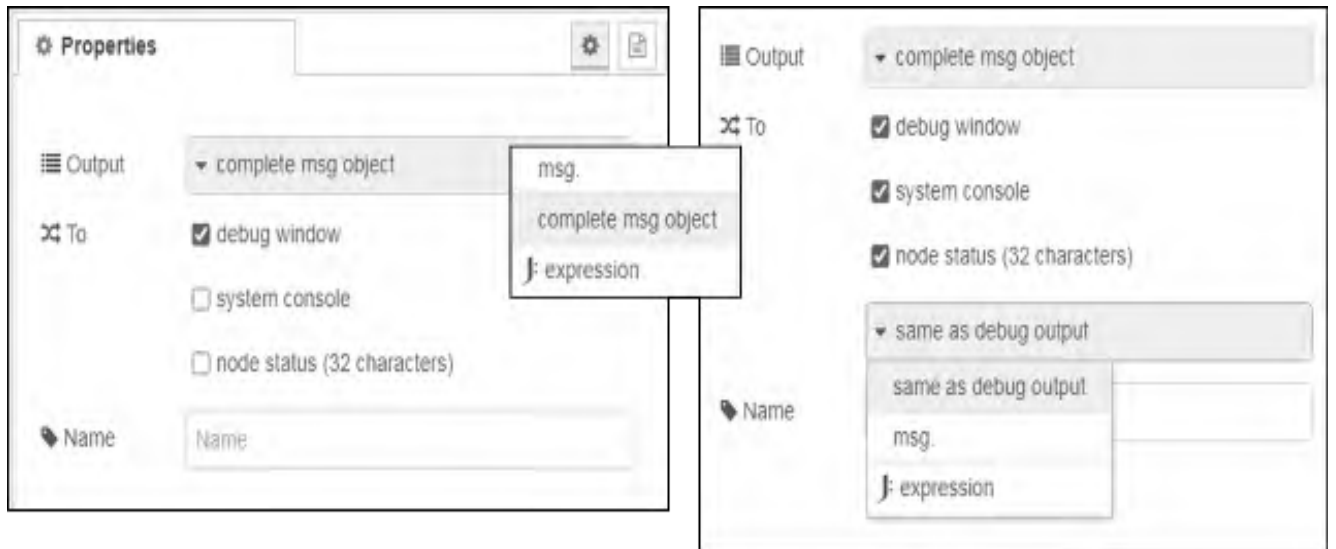 Properties
Output
complete msg object
msg.
complete msg object
J: expression
To
debug window
system console
node status (32 characters)
Name
Name
Output
complete msg object
To
debug window
system console
node status (32 characters)
same as debug output
same as debug output
msg.
J: expression
Name